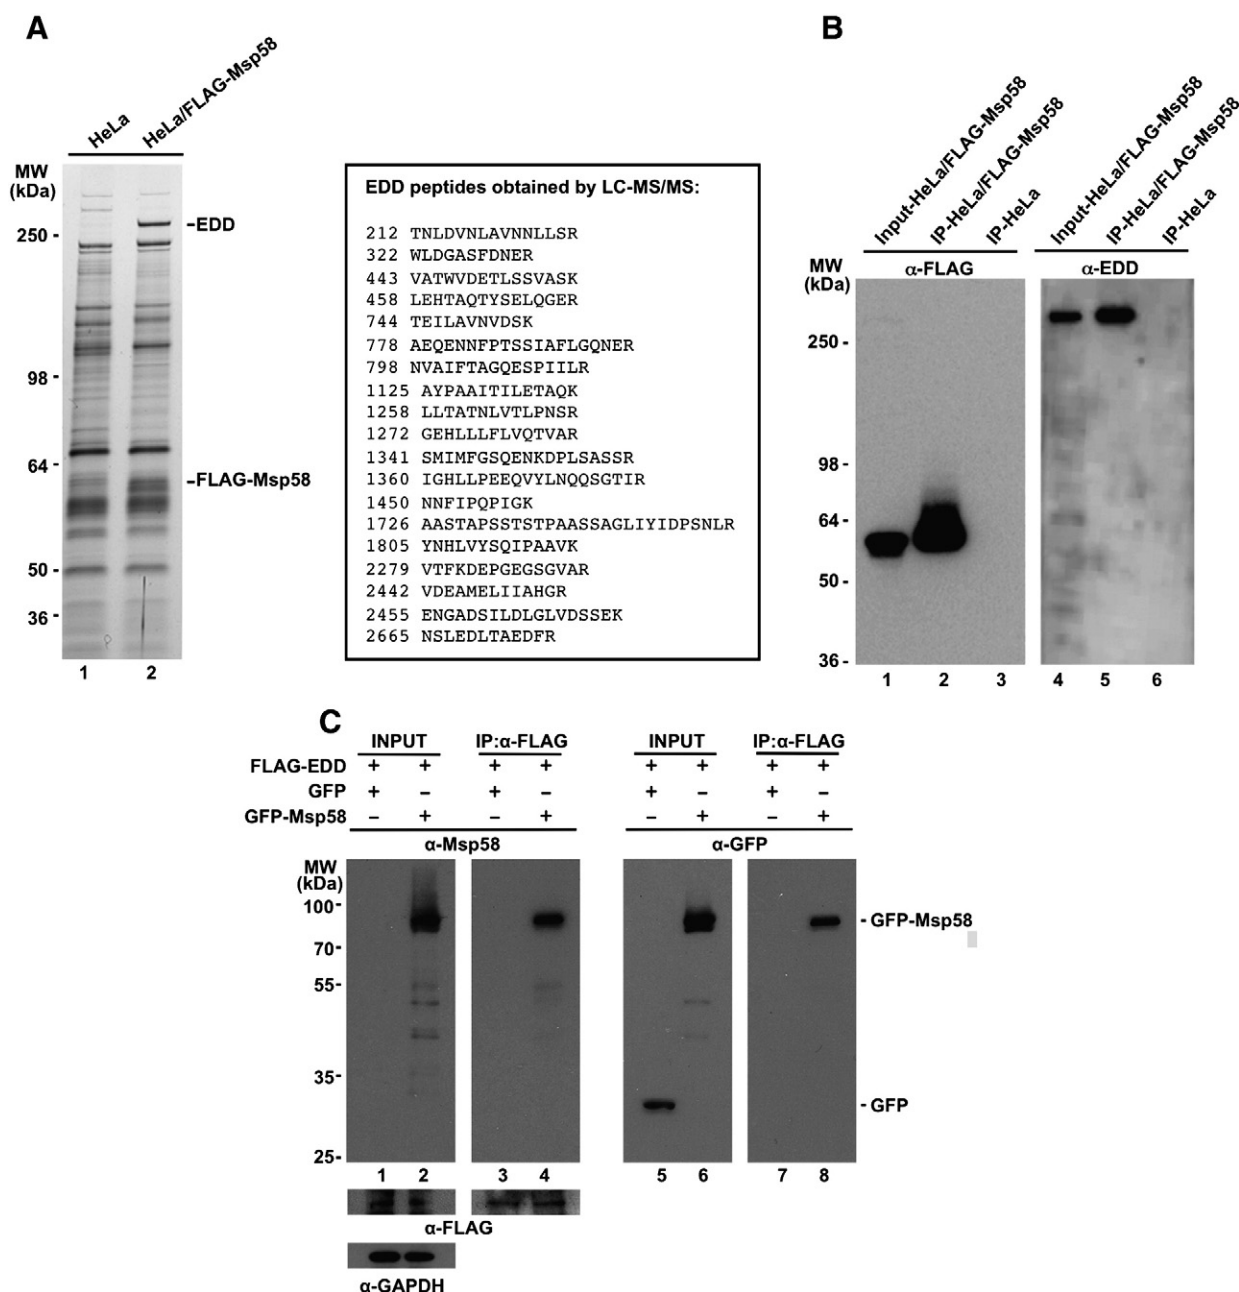 A
HeLa
HeLa/FLAG-Msp58
MW
(kDa)
250 -
98 -
64 -
50 -
36 -
-EDD
-FLAG-Msp58
1 2
EDD peptides obtained by LC-MS/MS:
212 TNLDVNLAVNNLLSR
322 WLDGASFDNER
443 VATWVDETLSSVASK
458 LEHTAQTYSELQGER
744 TEILAVNVDSK
778 AEQENNFPTSSIAFLGQNER
798 NVAIFTAGQESPIILR
1125 AYPAAITILETAQK
1258 LLTATNLVTLPNSR
1272 GEHLLLFLVQTVAR
1341 SMIMFGSQENKDPLSASSR
1360 IGHLLPEEQVYLNQQSGTIR
1450 NNFIPQPIGK
1726 AASTAPSSTSTPAASSAGLIYIDPSNLR
1805 YNHLVYSQIPAAVK
2279 VTFKDEPGEGSGVAR
2442 VDEAMELIIAHGR
2455 ENGADSILDLGLVDSSEK
2665 NSLEDLTAEDFR
B
Input-HeLa/FLAG-Msp58
IP-HeLa/FLAG-Msp58
IP-HeLa
Input-HeLa/FLAG-Msp58
IP-HeLa/FLAG-Msp58
IP-HeLa
α-FLAG α-EDD
MW
(kDa)
250 -
98 -
64 -
50 -
36 -
1 2 3 4 5 6
C
INPUT IP:α-FLAG INPUT IP:α-FLAG
FLAG-EDD + + + + + + + +
GFP + – + – + – + –
GFP-Msp58 – + – + – + – +
α-Msp58 α-GFP
MW
(kDa)
100-
70-
55-
35-
25-
- GFP-Msp58
- GFP
1 2 3 4 5 6 7 8
α-FLAG
α-GAPDH